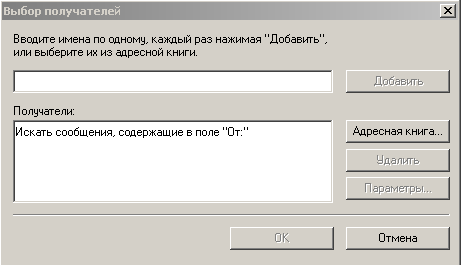 Выбор получателей
Вводите имена по одному, каждый раз нажимая "Добавить",
или выберите их из адресной книги.
Добавить
Получатели:
Искать сообщения, содержащие в поле "От:"
Адресная книга...
Удалить
Параметры...
OK
Отмена